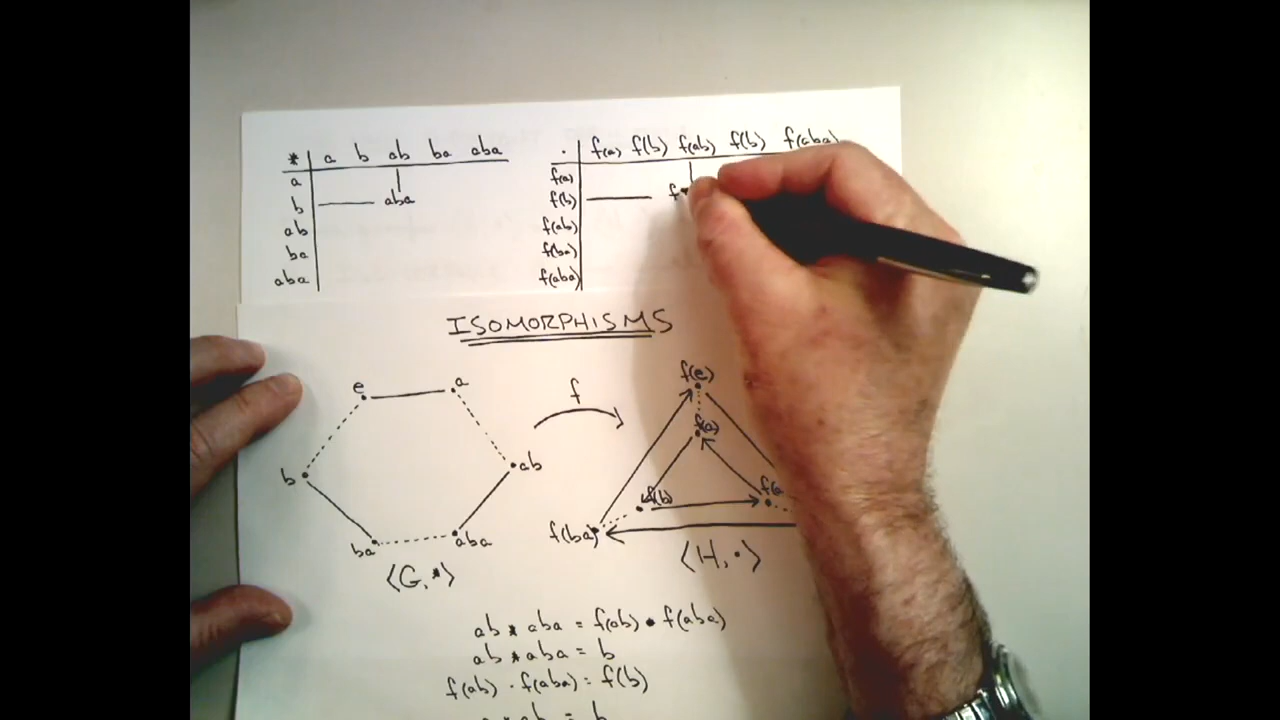 * a b ab ba aba
a
b aba
ab
ba
aba
· f(a) f(b) f(ab) f(b) f(aba)
f(a)
f(b) f
f(ab)
f(ba)
f(aba)
ISOMORPHISMS
e a
b ab
ba aba
⟨G,*⟩
f
f(e)
f(a)
f(b)
f(ba)
⟨H,·⟩
ab * aba = f(ab) · f(aba)
ab * aba = b
f(ab) · f(aba) = f(b)